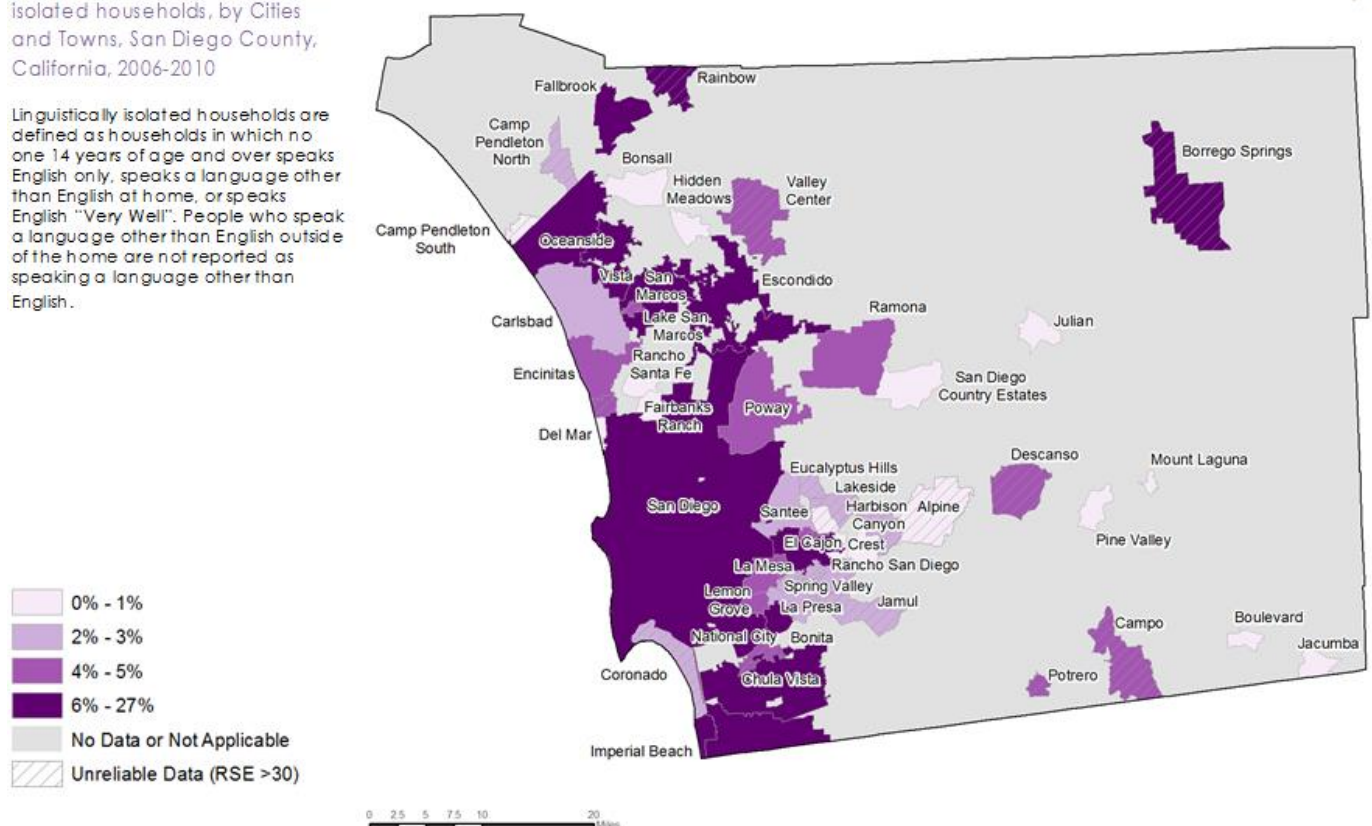 isolated households, by Cities
and Towns, San Diego County,
California, 2006-2010
Linguistically isolated households are
defined as households in which no
one 14 years of age and over speaks
English only, speaks a language other
than English at home, or speaks
English “Very Well”. People who speak
a language other than English outside
of the home are not reported as
speaking a language other than
English.
Rainbow
Fallbrook
Camp
Pendleton
North
Bonsall
Hidden
Meadows
Valley
Center
Borrego Springs
Camp Pendleton
South
Oceanside
Vista
San
Marcos
Escondido
Carlsbad
Lake San
Marcos
Ramona
Julian
Rancho
Santa Fe
Encinitas
San Diego
Country Estates
Fairbanks
Ranch
Poway
Del Mar
Descanso
Mount Laguna
Eucalyptus Hills
Lakeside
San Diego
Santee
Harbison
Canyon
Alpine
Pine Valley
El Cajon
Crest
La Mesa
Rancho San Diego
Lemon
Grove
Spring Valley
La Presa
Jamul
National City
Bonita
Campo
Boulevard
Jacumba
Coronado
Chula Vista
Potrero
Imperial Beach
0% - 1%
2% - 3%
4% - 5%
6% - 27%
No Data or Not Applicable
Unreliable Data (RSE >30)
0 2.5 5 7.5 10 20
Miles